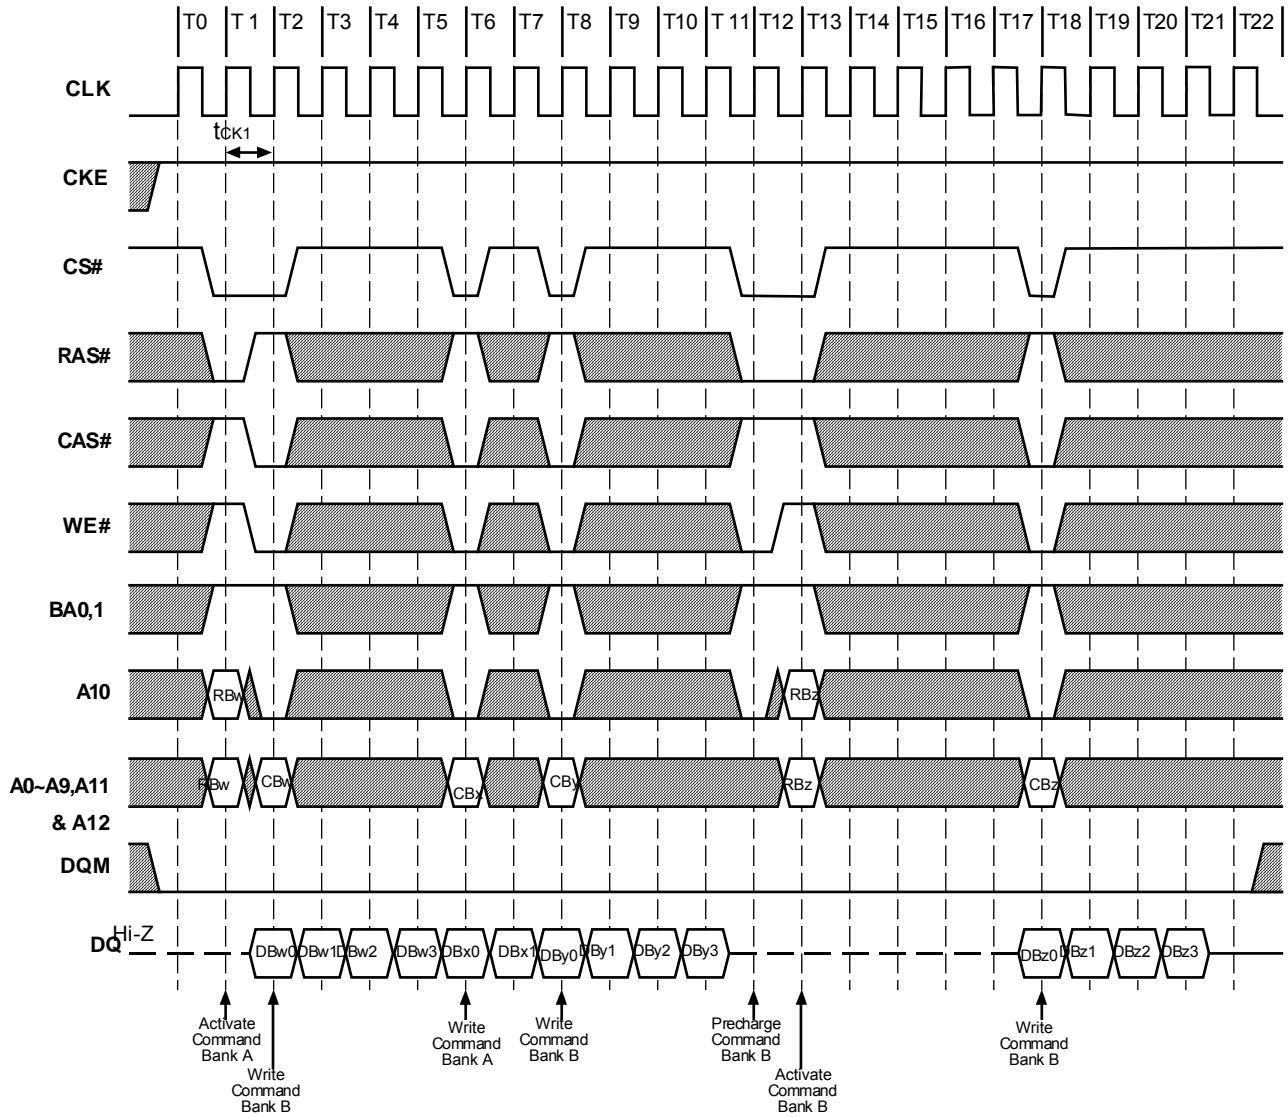 T0 T 1 T2 T3 T4 T5 T6 T7 T8 T9 T10 T 11 T12 T13 T14 T15 T16 T17 T18 T19 T20 T21 T22
CLK
tCK1
CKE
CS#
RAS#
CAS#
WE#
BA0,1
A10
RBw
RBz
A0~A9,A11
& A12
RBw CBw CBx CBy RBz CBz
DQM
Hi-Z
DQ
DBw0 DBw1 DBw2 DBw3 DBx0 DBx1 DBy0 DBy1 DBy2 DBy3 DBz0 DBz1 DBz2 DBz3
Activate
Command
Bank A
Write
Command
Bank B
Write
Command
Bank A
Write
Command
Bank B
Precharge
Command
Bank B
Activate
Command
Bank B
Write
Command
Bank B